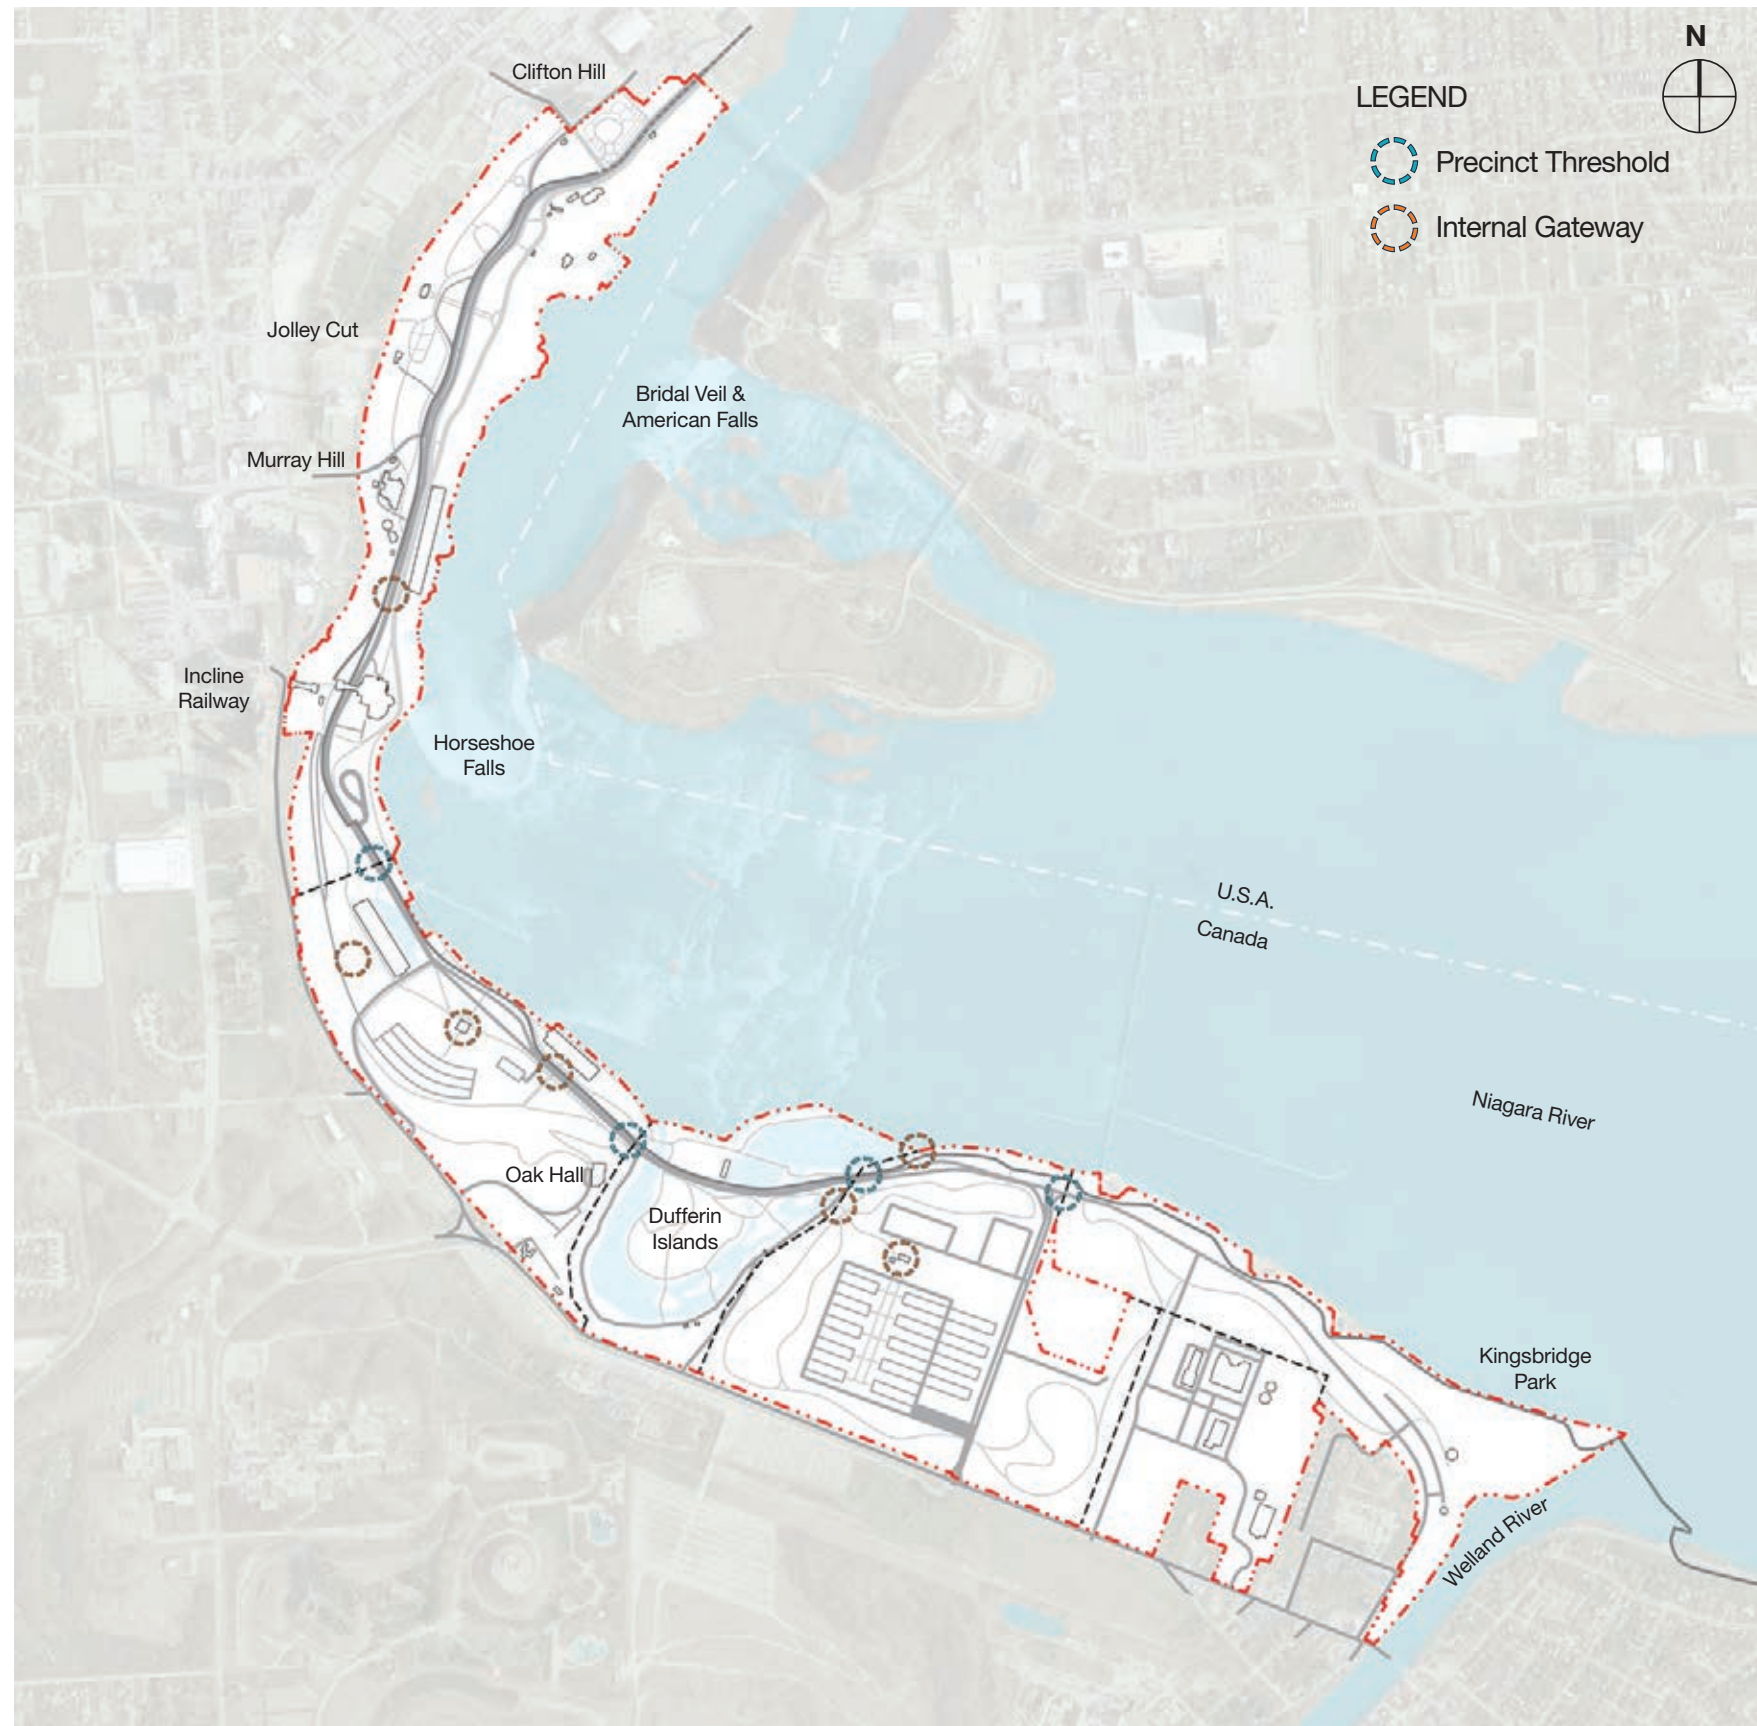 Clifton Hill
N
LEGEND
Precinct Threshold
Internal Gateway
Jolley Cut
Bridal Veil &
American Falls
Murray Hill
Incline
Railway
Horseshoe
Falls
U.S.A.
Canada
Niagara River
Oak Hall
Dufferin
Islands
Kingsbridge
Park
Welland River